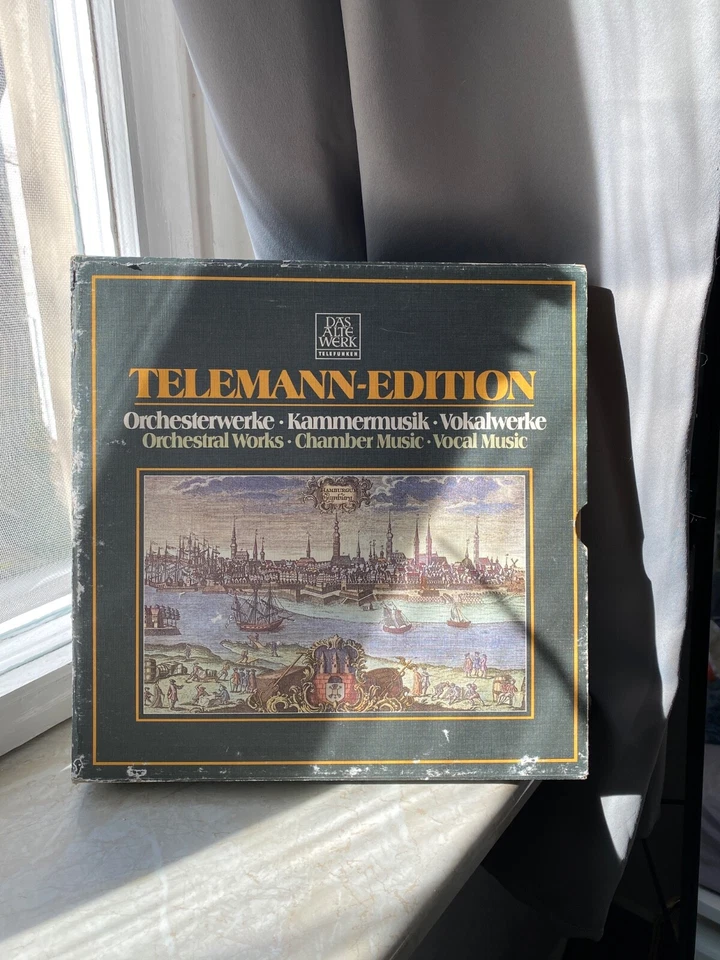 DAS
ALTE
WERK
TELEFUNKEN
TELEMANN-EDITION
Orchesterwerke · Kammermusik · Vokalwerke
Orchestral Works · Chamber Music · Vocal Music